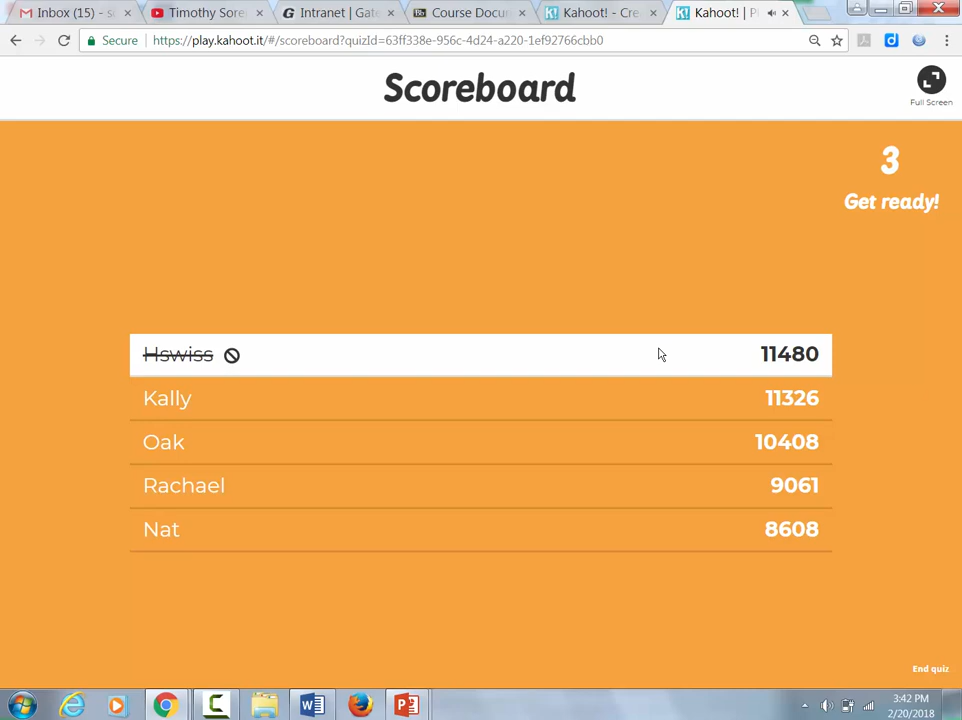 Inbox (15) - s
Timothy Sore
Intranet | Gate
Course Docum
Kahoot! - Cre
Kahoot! | P
Secure
https://play.kahoot.it/#/scoreboard?quizId=63ff338e-956c-4d24-a220-1ef92766cbb0
Scoreboard
Full Screen
3
Get ready!
Hswiss 11480
Kally 11326
Oak 10408
Rachael 9061
Nat 8608
End quiz
3:42 PM
2/20/2018